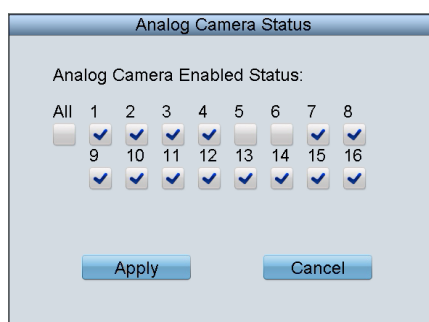 Analog Camera Status
Analog Camera Enabled Status:
All 1 2 3 4 5 6 7 8
9 10 11 12 13 14 15 16
Apply Cancel